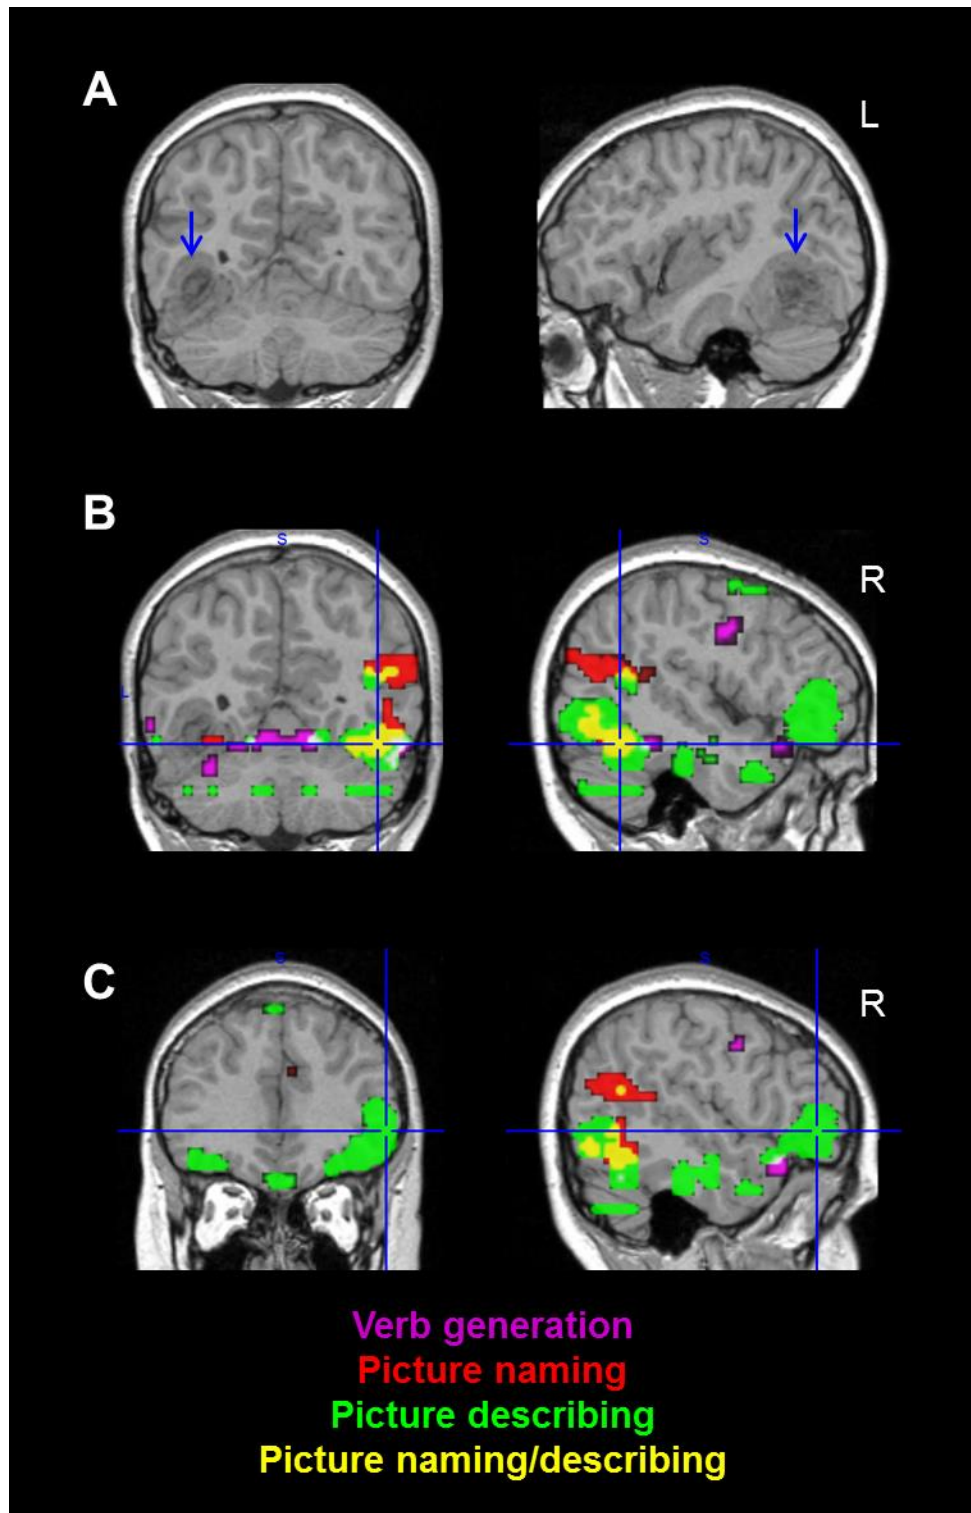 A
L
B
S
R
L
C
S
S
R
Verb generation
Picture naming
Picture describing
Picture naming/describing